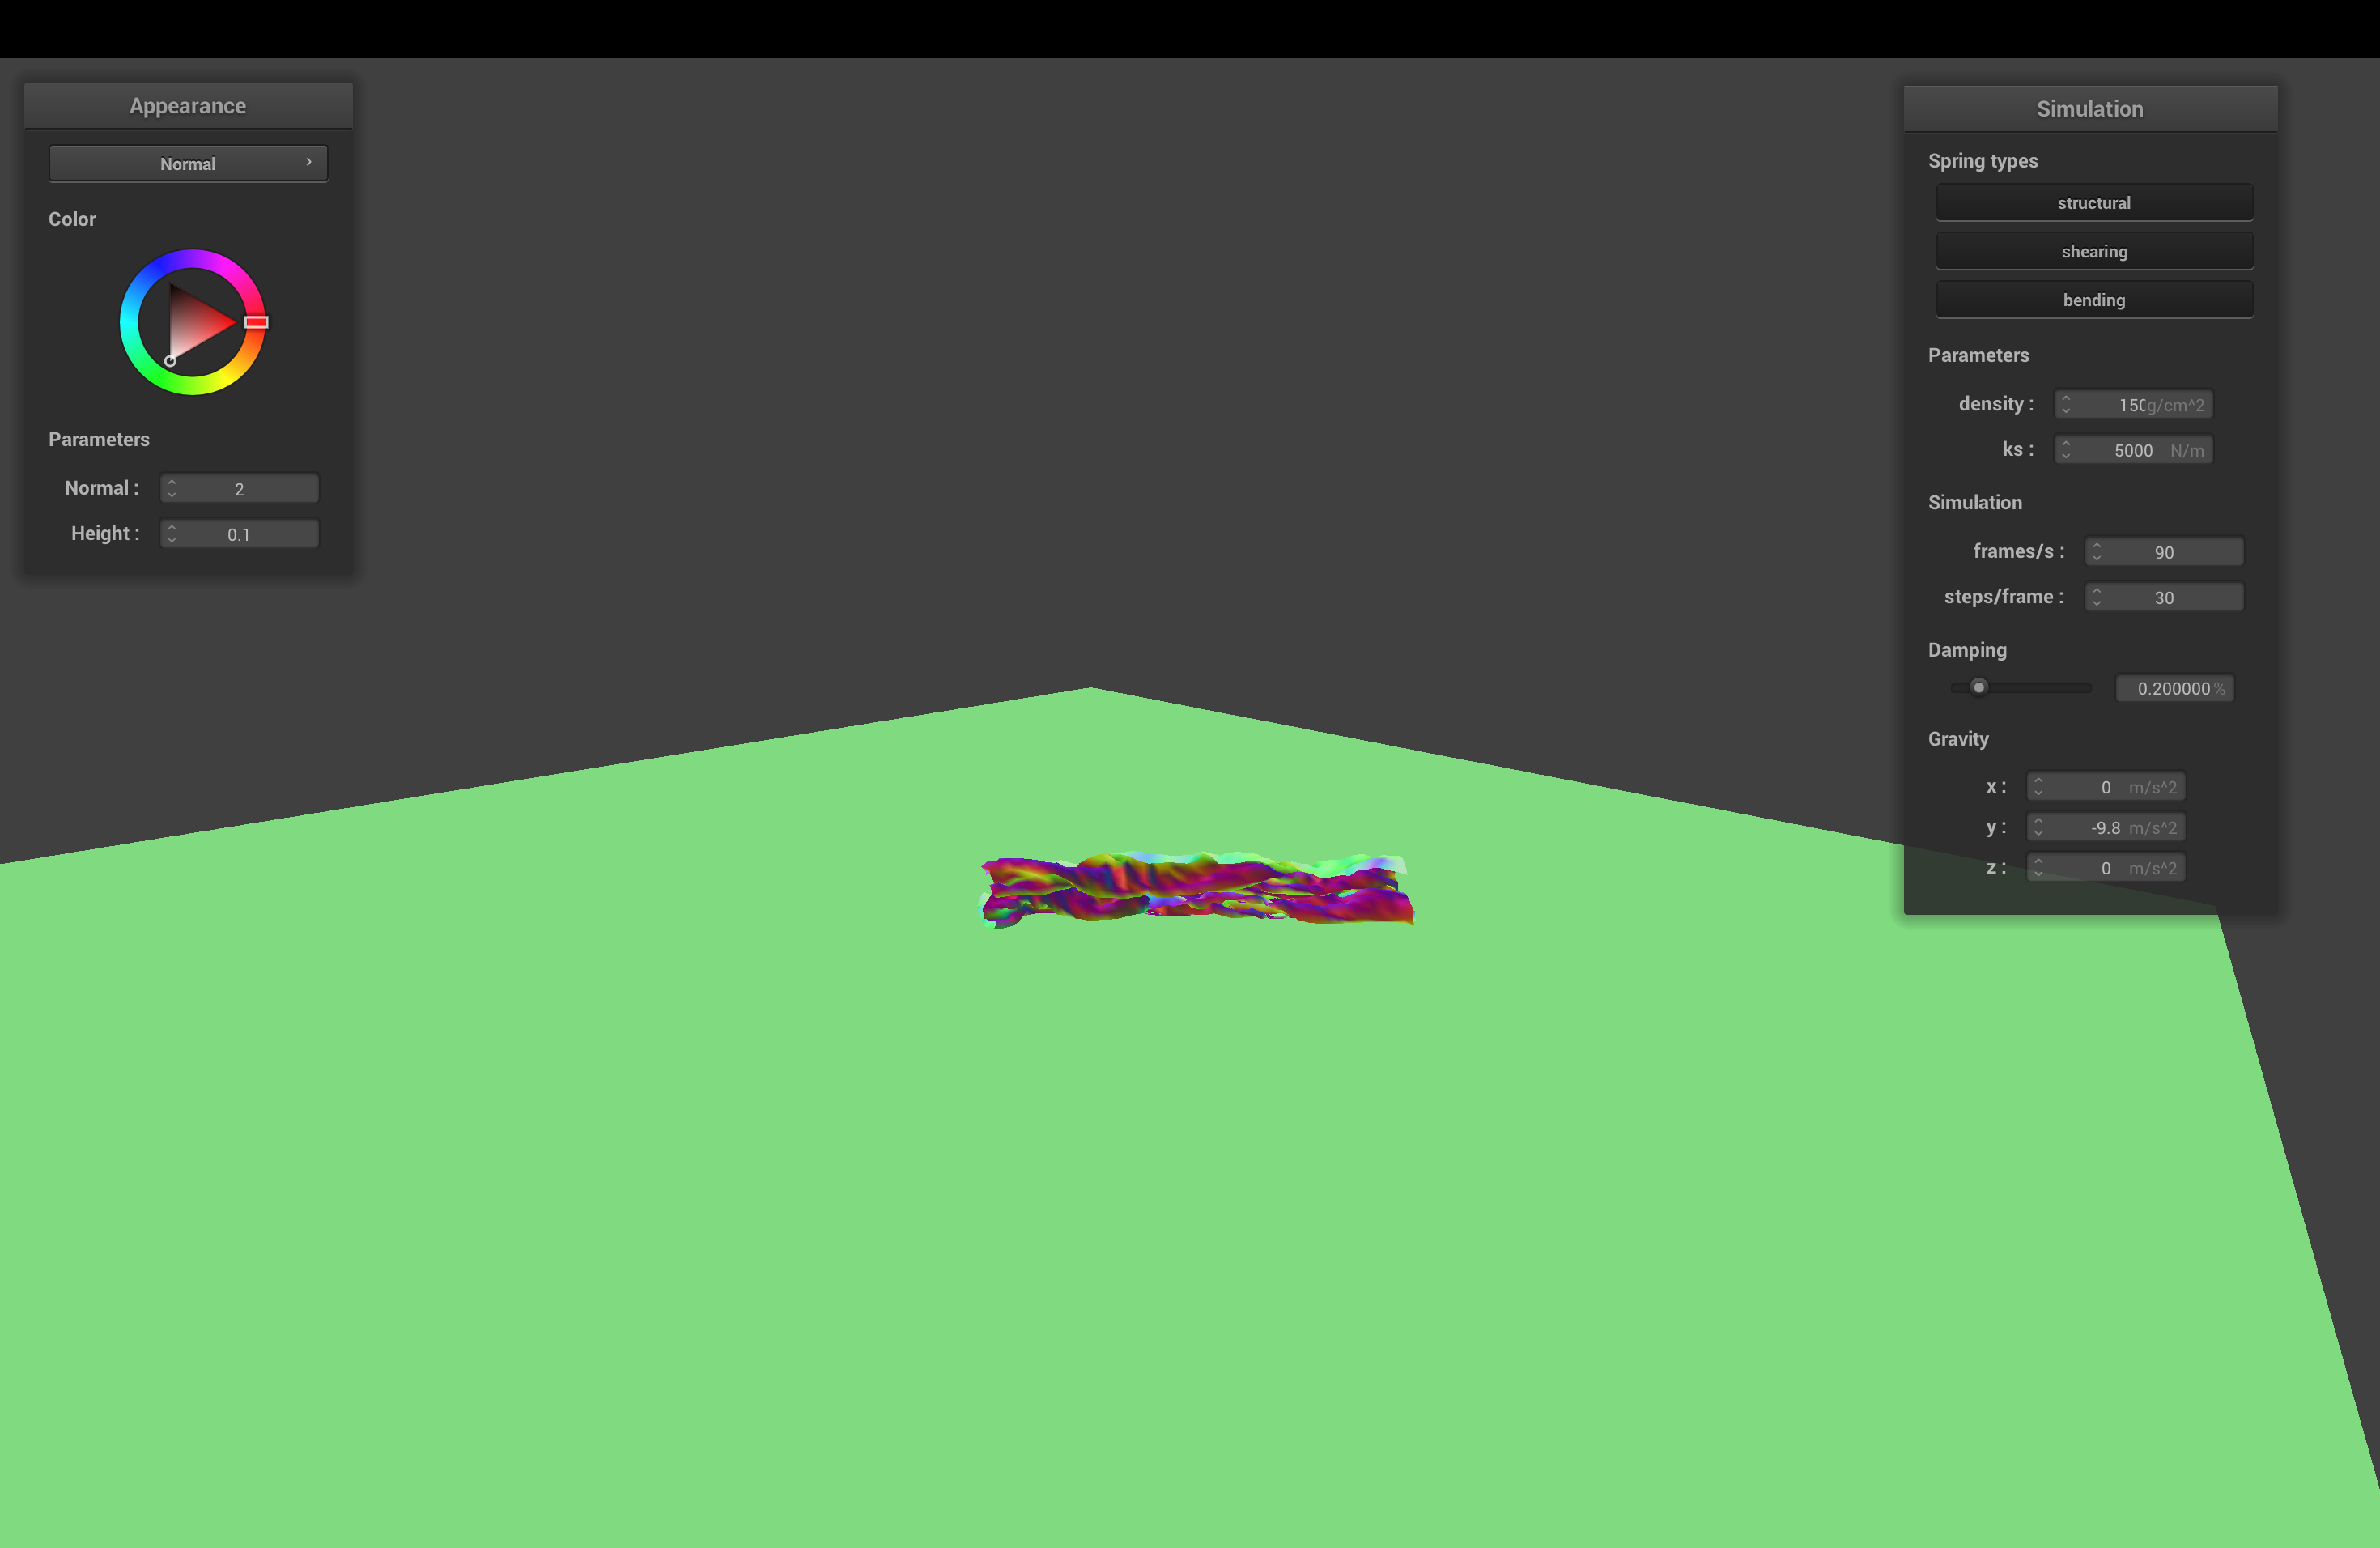 Appearance
Normal
Color
Parameters
Normal : 2
Height : 0.1
Simulation
Spring types
structural
shearing
bending
Parameters
density : 150g/cm^2
ks : 5000 N/m
Simulation
frames/s : 90
steps/frame : 30
Damping
0.200000 %
Gravity
x : 0 m/s^2
y : -9.8 m/s^2
z : 0 m/s^2